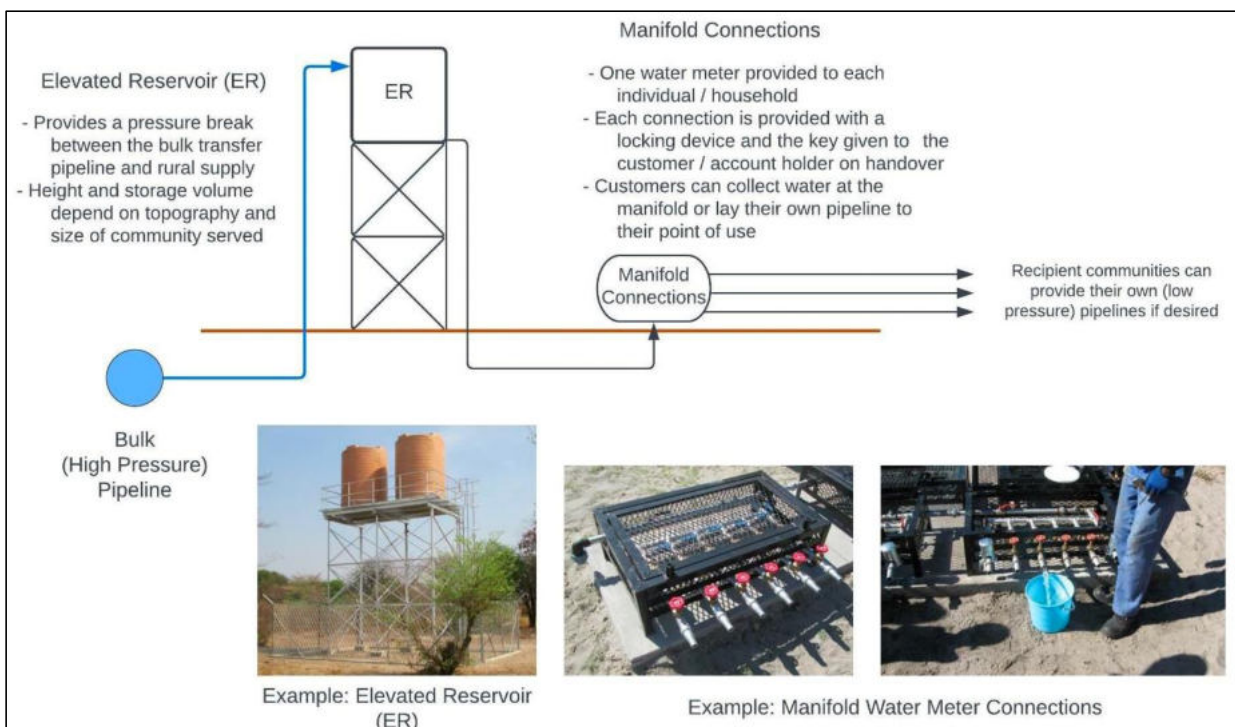 Elevated Reservoir (ER)
- Provides a pressure break
between the bulk transfer
pipeline and rural supply
- Height and storage volume
depend on topography and
size of community served
ER
Manifold Connections
- One water meter provided to each
individual / household
- Each connection is provided with a
locking device and the key given to the
customer / account holder on handover
- Customers can collect water at the
manifold or lay their own pipeline to
their point of use
Manifold
Connections
Recipient communities can
provide their own (low
pressure) pipelines if desired
Bulk
(High Pressure)
Pipeline
Example: Elevated Reservoir
(ER)
Example: Manifold Water Meter Connections